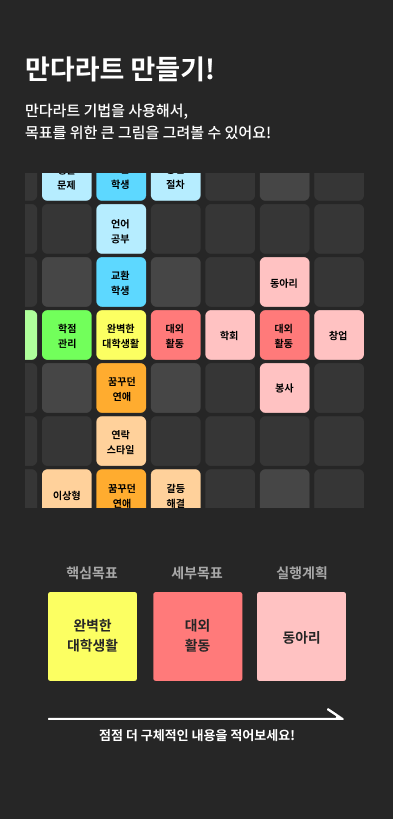 만다라트 만들기!
만다라트 기법을 사용해서,
목표를 위한 큰 그림을 그려볼 수 있어요!
문제
학생
절차
언어
공부
교환
학생
동아리
학점
관리
완벽한
대학생활
대외
활동
학회
대외
활동
창업
꿈꾸던
연애
봉사
연락
스타일
이상형
꿈꾸던
연애
갈등
해결
핵심목표
세부목표
실행계획
완벽한
대학생활
대외
활동
동아리
점점 더 구체적인 내용을 적어보세요!